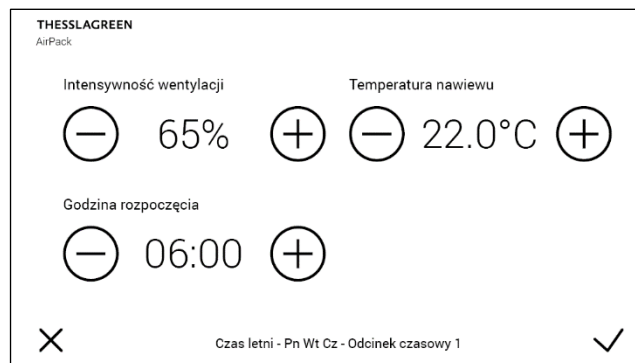 THESSLAGREEN
AirPack
Intensywność wentylacji
Temperatura nawiewu
65%
22.0°C
Godzina rozpoczęcia
06:00
Czas letni - Pn Wt Cz - Odcinek czasowy 1